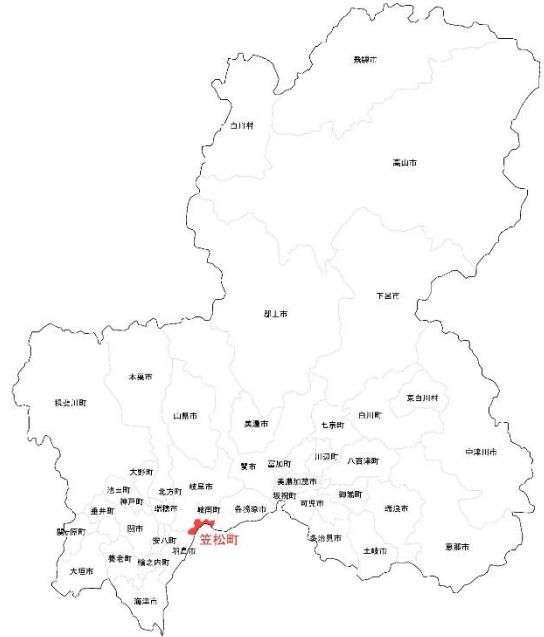 飛騨市
白川村
高山市
下呂市
郡上市
本巣市
揖斐川町
山県市
美濃市
七宗町
白川町
東白川村
中津川市
関市
富加町
川辺町
八百津町
大野町
池田町
北方町
岐阜市
美濃加茂市
坂祝町
御嵩町
神戸町
瑞穂市
岐南町
各務原市
可児市
瑞浪市
垂井町
関市
関ヶ原町
安八町
笠松町
羽島市
多治見市
土岐市
恵那市
養老町
輪之内町
大垣市
海津市